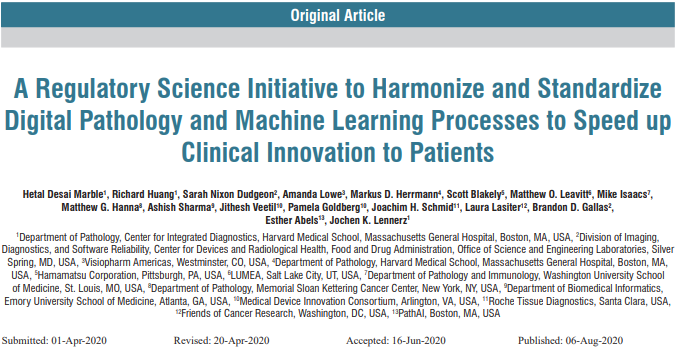 Original Article
A Regulatory Science Initiative to Harmonize and Standardize
Digital Pathology and Machine Learning Processes to Speed up
Clinical Innovation to Patients
Hetal Desai Marble1, Richard Huang1, Sarah Nixon Dudgeon2, Amanda Lowe3, Markus D. Herrmann4, Scott Blakely5, Matthew O. Leavitt6, Mike Isaacs7,
Matthew G. Hanna8, Ashish Sharma9, Jithesh Veetil10, Pamela Goldberg10, Joachim H. Schmid11, Laura Lasiter12, Brandon D. Gallas2,
Esther Abels13, Jochen K. Lennerz1
1Department of Pathology, Center for Integrated Diagnostics, Harvard Medical School, Massachusetts General Hospital, Boston, MA, USA, 2Division of Imaging,
Diagnostics, and Software Reliability, Center for Devices and Radiological Health, Food and Drug Administration, Office of Science and Engineering Laboratories, Silver
Spring, MD, USA, 3Visiopharm Americas, Westminster, CO, USA, 4Department of Pathology, Harvard Medical School, Massachusetts General Hospital, Boston, MA,
USA, 5Hamamatsu Corporation, Pittsburgh, PA, USA, 6LUMEA, Salt Lake City, UT, USA, 7Department of Pathology and Immunology, Washington University School
of Medicine, St. Louis, MO, USA, 8Department of Pathology, Memorial Sloan Kettering Cancer Center, New York, NY, USA, 9Department of Biomedical Informatics,
Emory University School of Medicine, Atlanta, GA, USA, 10Medical Device Innovation Consortium, Arlington, VA, USA, 11Roche Tissue Diagnostics, Santa Clara, USA,
12Friends of Cancer Research, Washington, DC, USA, 13PathAI, Boston, MA, USA
Submitted: 01-Apr-2020 Revised: 20-Apr-2020 Accepted: 16-Jun-2020 Published: 06-Aug-2020